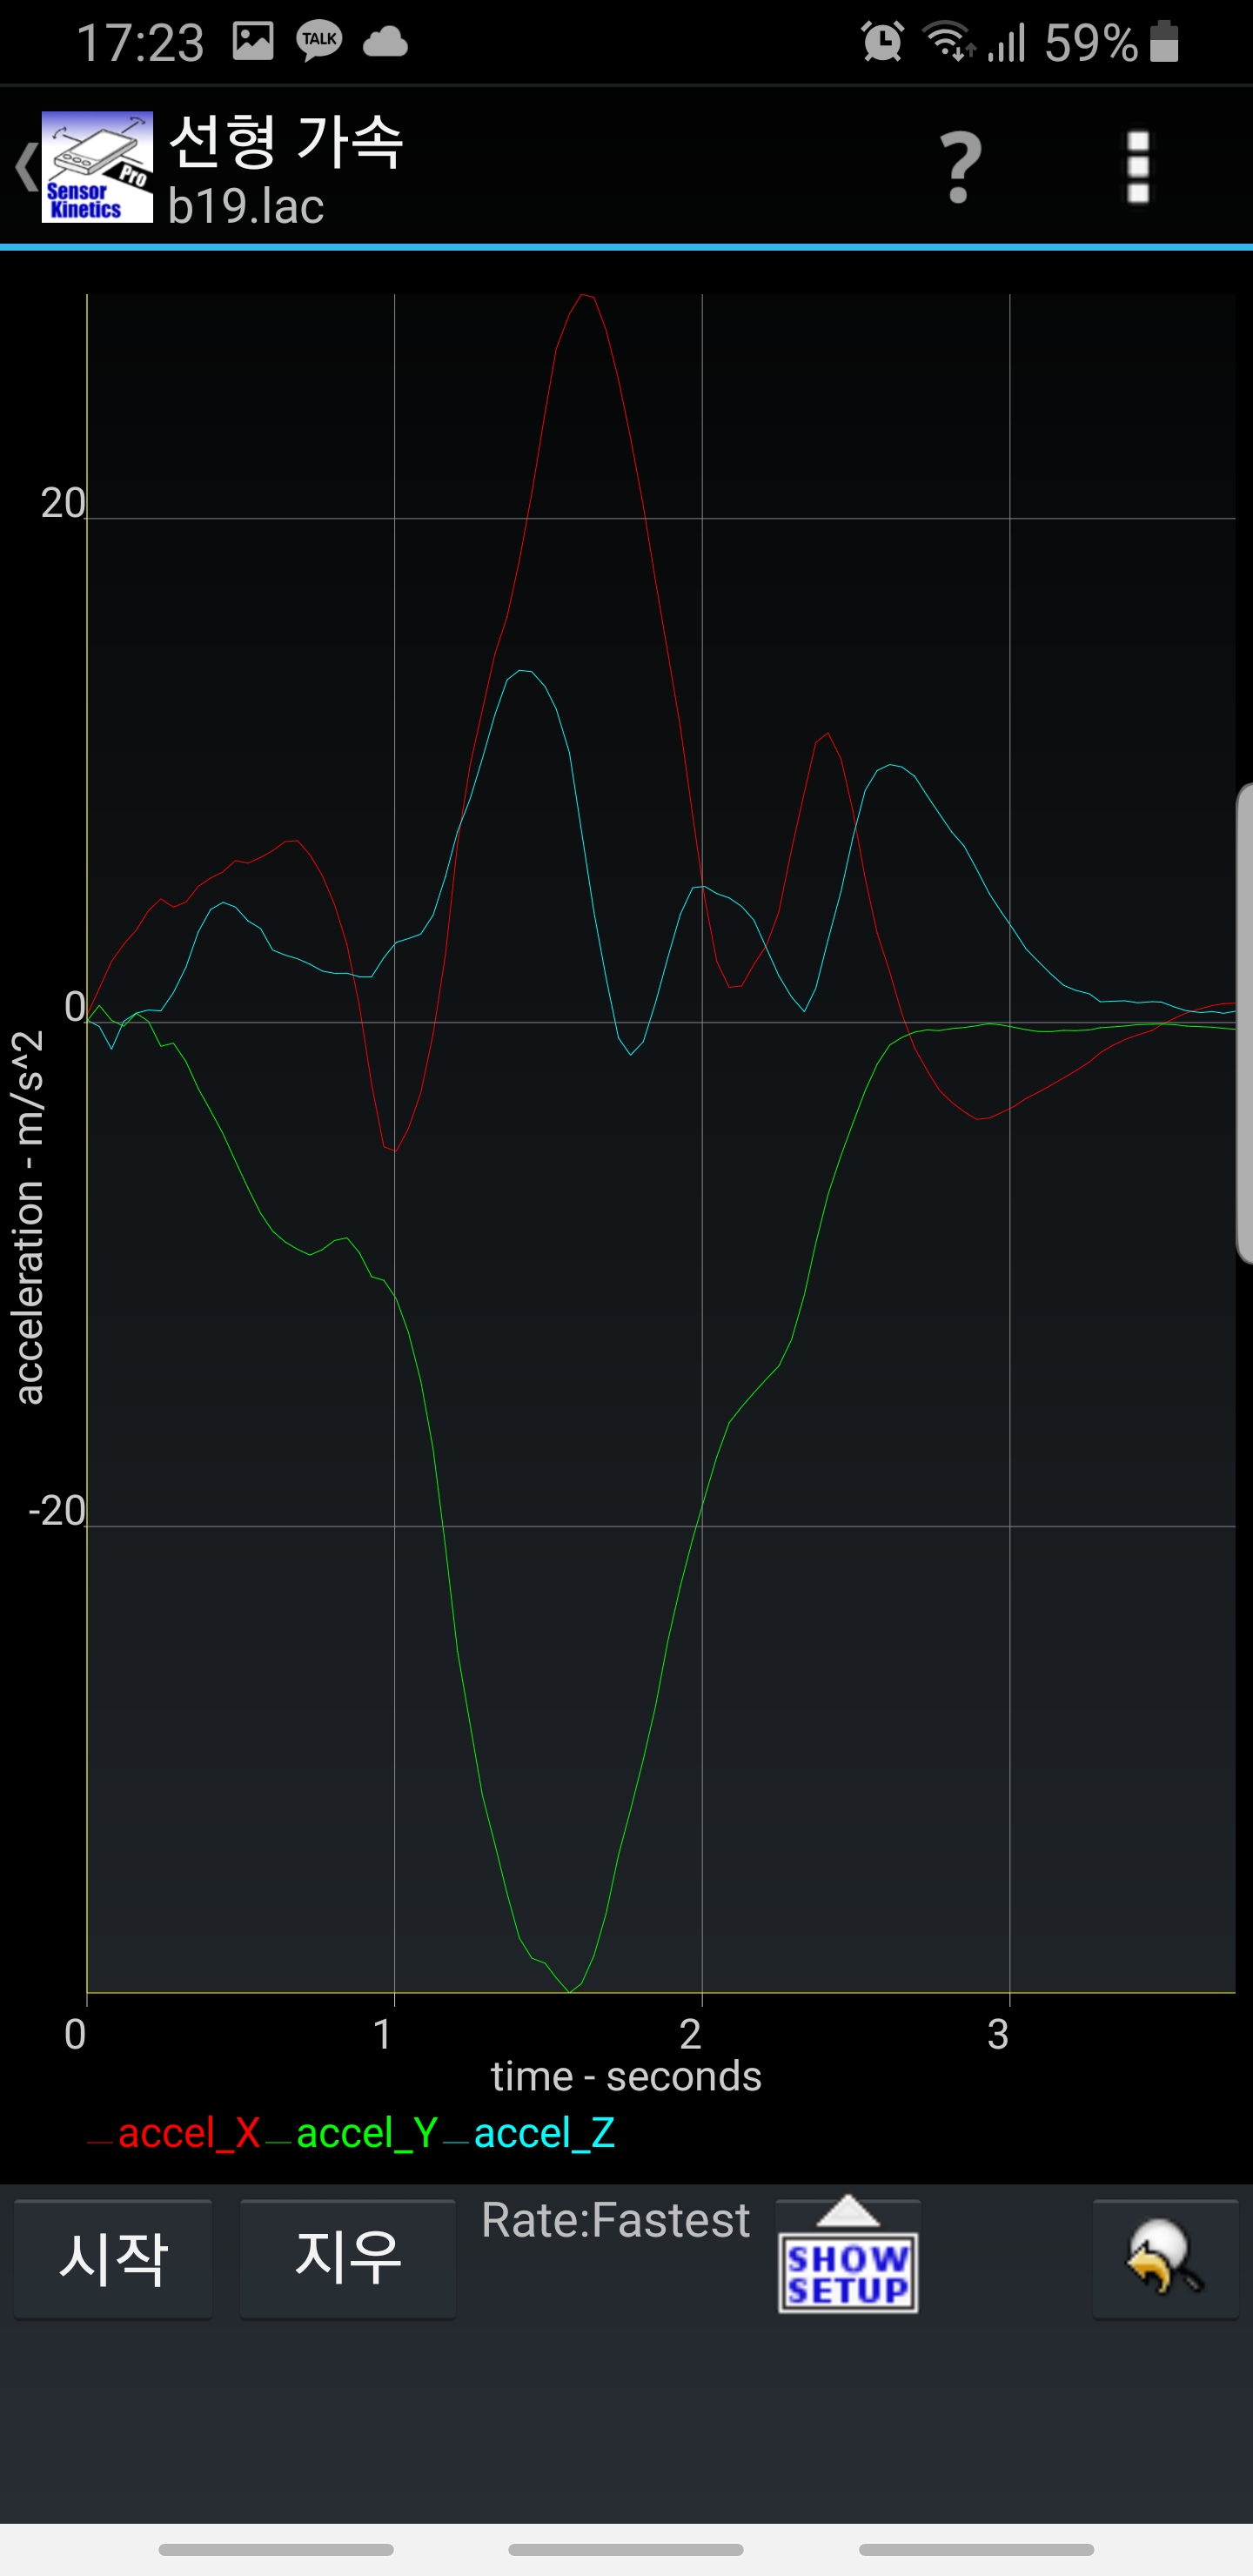 17:23 TALK 59%
선형 가속
Pro
Sensor
Kinetics
b19.lac
?
20
0
-20
acceleration - m/s^2
0 1 2 3
time - seconds
accel_X accel_Y accel_Z
시작 지우 Rate:Fastest
SHOW
SETUP